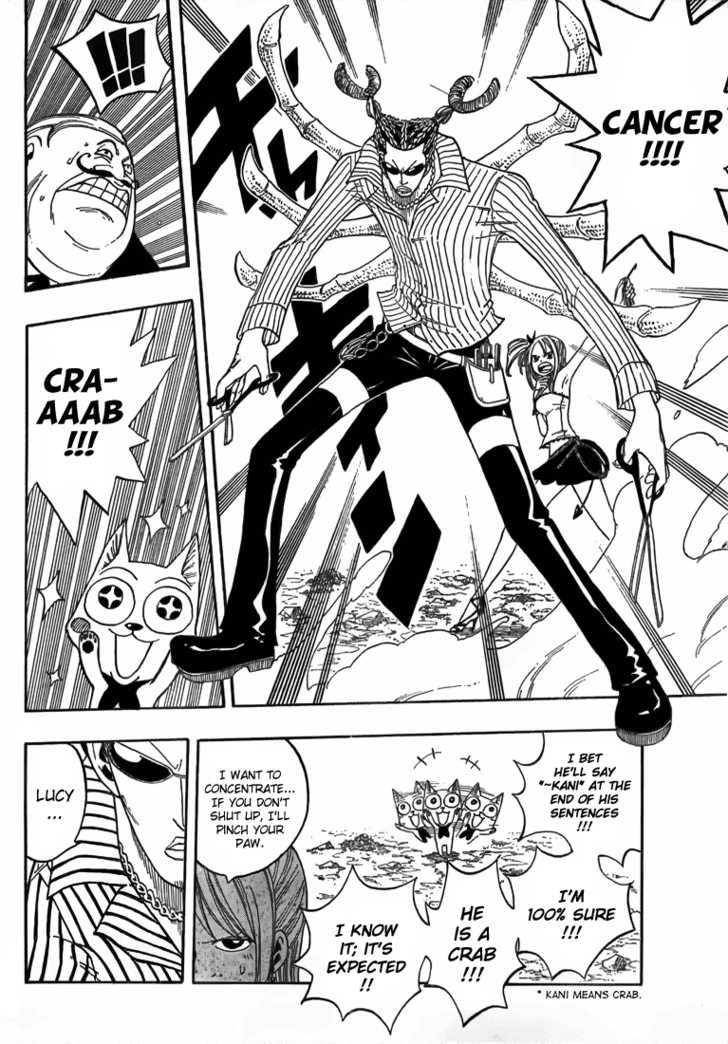 CANCER
!!!!
!!!
CRA-
AAAB
!!!
I BET
HE'LL SAY
"~KANI" AT THE
END OF HIS
SENTENCES
!!!
I'M
100% SURE
!!!
HE
IS A
CRAB
!!!
I KNOW
IT; IT'S
EXPECTED
!!
* KANI MEANS CRAB.
I WANT TO
CONCENTRATE...
IF YOU DON'T
SHUT UP, I'LL
PINCH YOUR
PAW.
LUCY
...